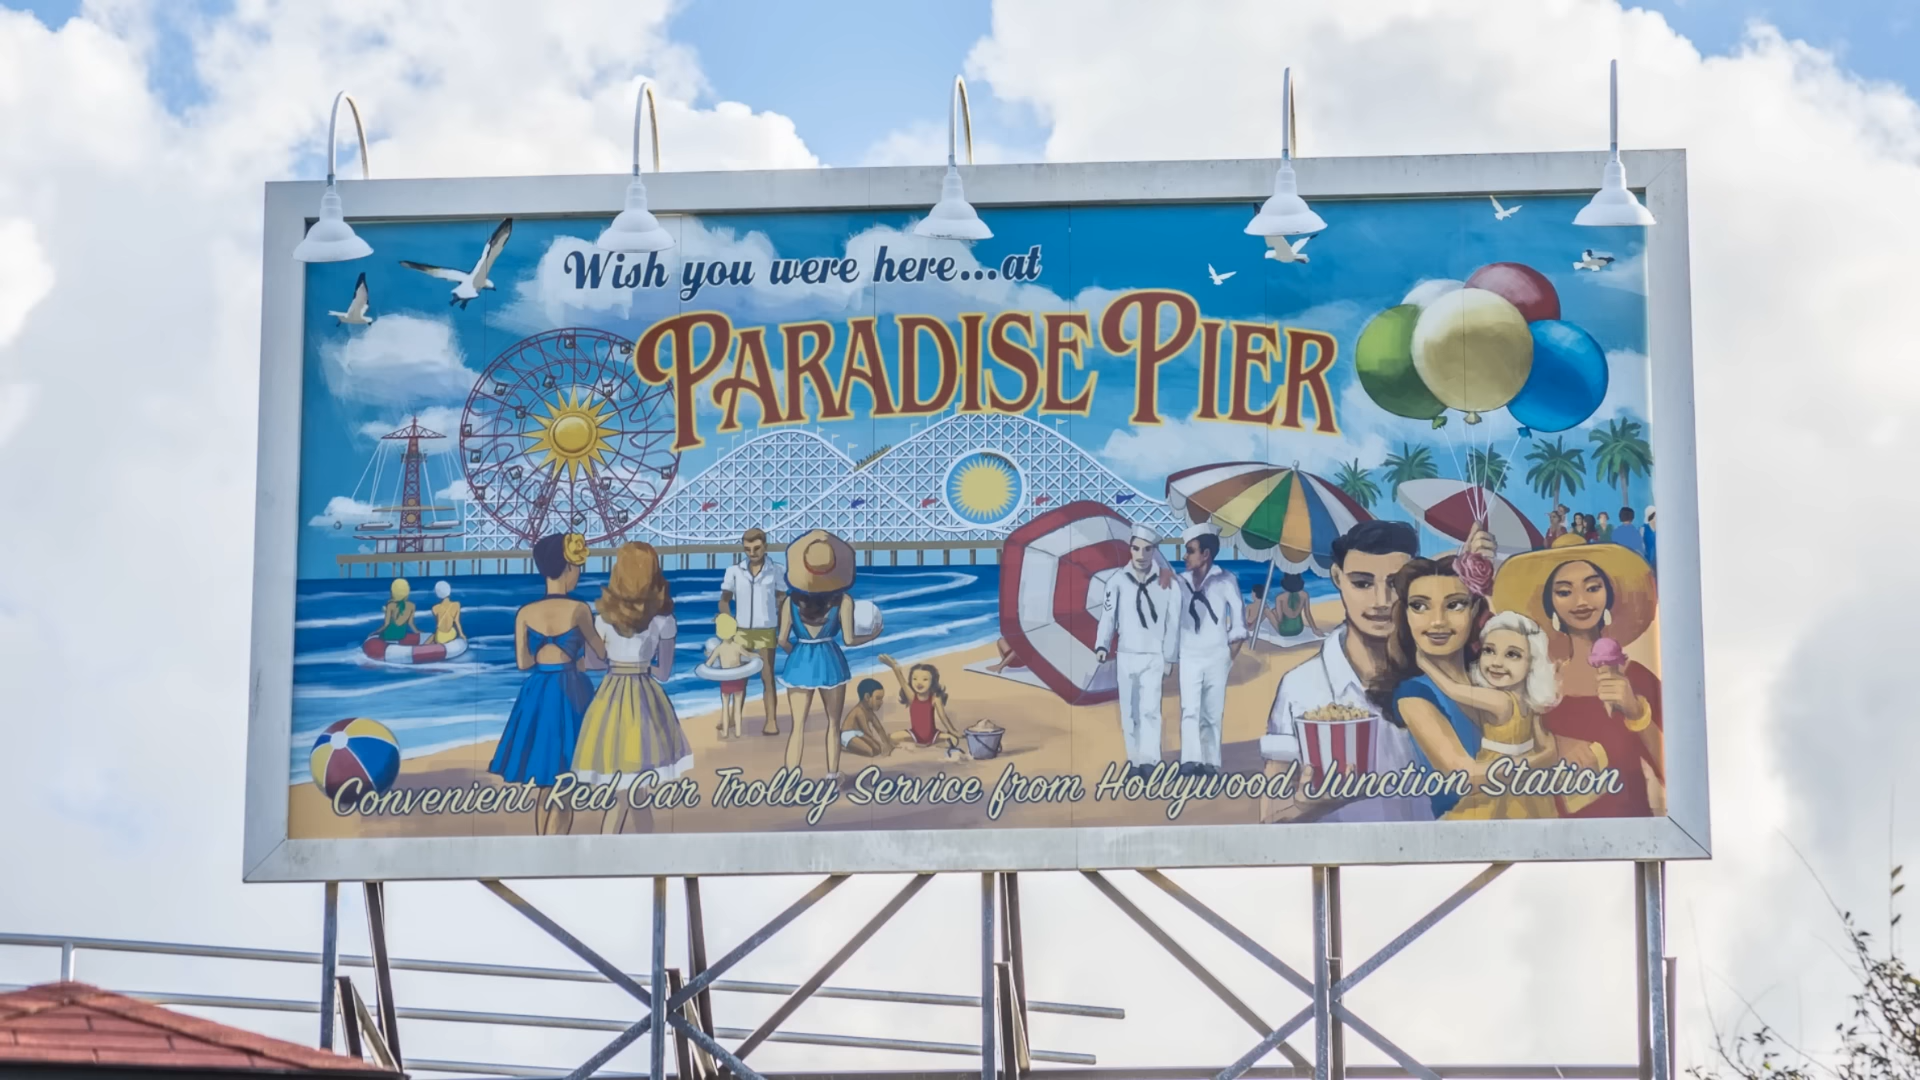 Wish you were here...at
PARADISE PIER
Convenient Red Car Trolley Service from Hollywood Junction Station